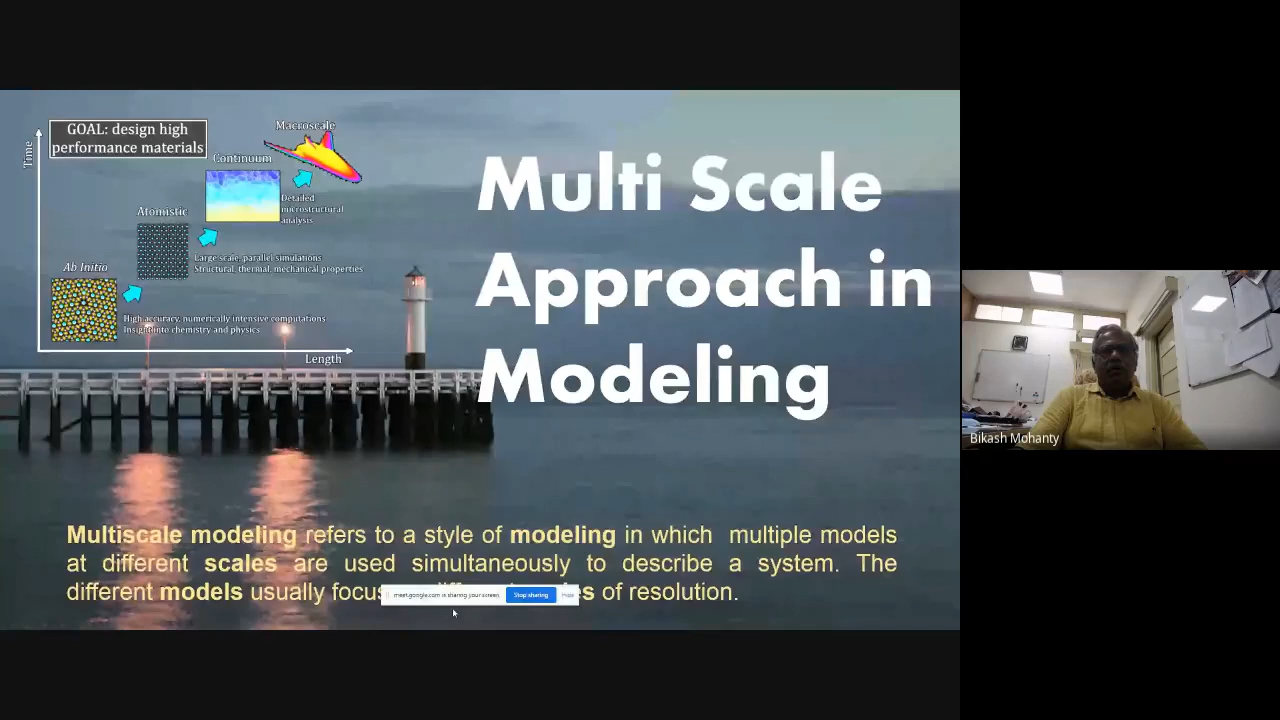 GOAL: design high
performance materials
Time
Macroscale
Continuum
Detailed
microstructural
analysis
Atomistic
Large scale, parallel simulations
Structural, thermal, mechanical properties
Ab Initio
High accuracy, numerically intensive computations
Insight into chemistry and physics
Length
Multi Scale
Approach in
Modeling
Multiscale modeling refers to a style of modeling in which multiple models
at different scales are used simultaneously to describe a system. The
different models usually focus of resolution.
meet.google.com is sharing your screen.
Stop sharing
Hide
Bikash Mohanty